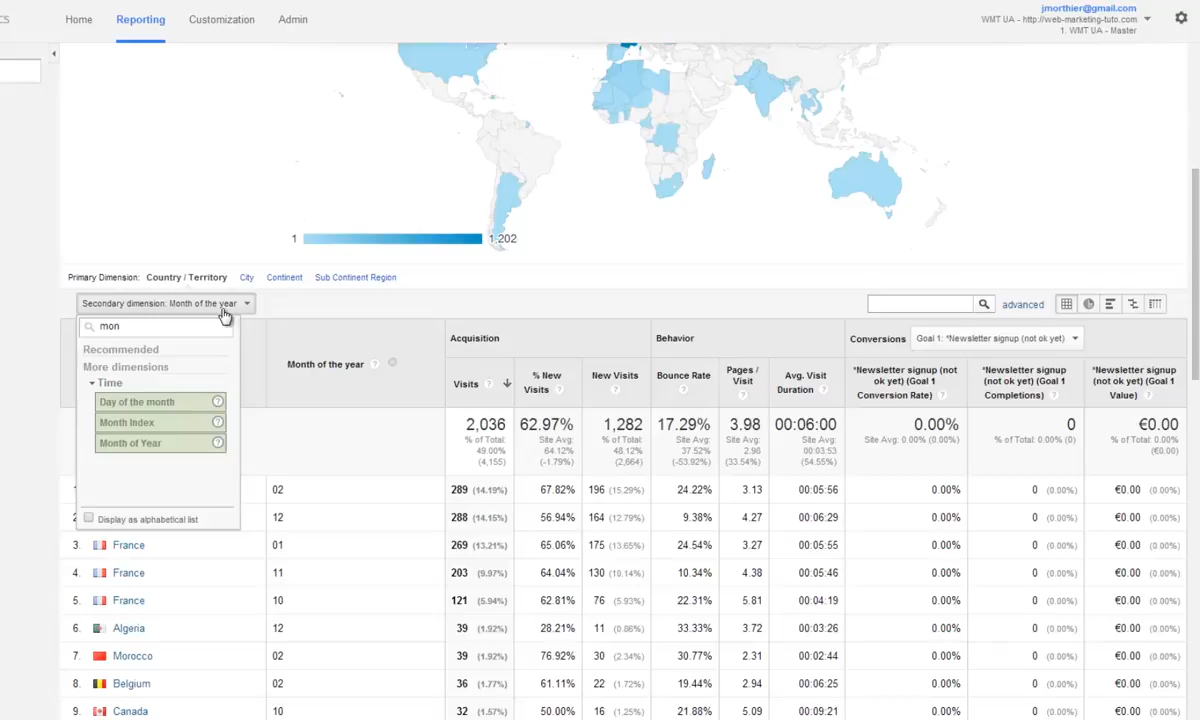 CS
Home Reporting Customization Admin
jmorthier@gmail.com
WMT UA - http://web-marketing-tuto.com
1. WMT UA - Master
1 1,202
Primary Dimension: Country / Territory City Continent Sub Continent Region
Secondary dimension: Month of the year
advanced
mon
Recommended
More dimensions
Time
Day of the month
Month Index
Month of Year
Display as alphabetical list
Month of the year
Acquisition Behavior Conversions Goal 1: *Newsletter signup (not ok yet)
Visits
% New Visits
New Visits
Bounce Rate
Pages / Visit
Avg. Visit Duration
*Newsletter signup (not ok yet) (Goal 1 Conversion Rate)
*Newsletter signup (not ok yet) (Goal 1 Completions)
*Newsletter signup (not ok yet) (Goal 1 Value)
2,036 62.97% 1,282 17.29% 3.98 00:06:00 0.00% 0 €0.00
% of Total: 49.00% (4,155)
Site Avg: 64.12% (-1.79%)
% of Total: 48.12% (2,664)
Site Avg: 37.52% (-53.92%)
Site Avg: 2.98 (33.54%)
Site Avg: 00:03:53 (54.55%)
Site Avg: 0.00% (0.00%)
% of Total: 0.00% (0)
% of Total: 0.00% (€0.00)
02 289 (14.19%) 67.82% 196 (15.29%) 24.22% 3.13 00:05:56 0.00% 0 (0.00%) €0.00 (0.00%)
12 288 (14.15%) 56.94% 164 (12.79%) 9.38% 4.27 00:06:29 0.00% 0 (0.00%) €0.00 (0.00%)
3. France 01 269 (13.21%) 65.06% 175 (13.65%) 24.54% 3.27 00:05:55 0.00% 0 (0.00%) €0.00 (0.00%)
4. France 11 203 (9.97%) 64.04% 130 (10.14%) 10.34% 4.38 00:05:46 0.00% 0 (0.00%) €0.00 (0.00%)
5. France 10 121 (5.94%) 62.81% 76 (5.93%) 22.31% 5.81 00:04:19 0.00% 0 (0.00%) €0.00 (0.00%)
6. Algeria 12 39 (1.92%) 28.21% 11 (0.86%) 33.33% 3.72 00:03:26 0.00% 0 (0.00%) €0.00 (0.00%)
7. Morocco 02 39 (1.92%) 76.92% 30 (2.34%) 30.77% 2.31 00:02:44 0.00% 0 (0.00%) €0.00 (0.00%)
8. Belgium 02 36 (1.77%) 61.11% 22 (1.72%) 19.44% 2.94 00:06:25 0.00% 0 (0.00%) €0.00 (0.00%)
9. Canada 10 32 (1.57%) 50.00% 16 (1.25%) 21.88% 5.09 00:09:21 0.00% 0 (0.00%) €0.00 (0.00%)